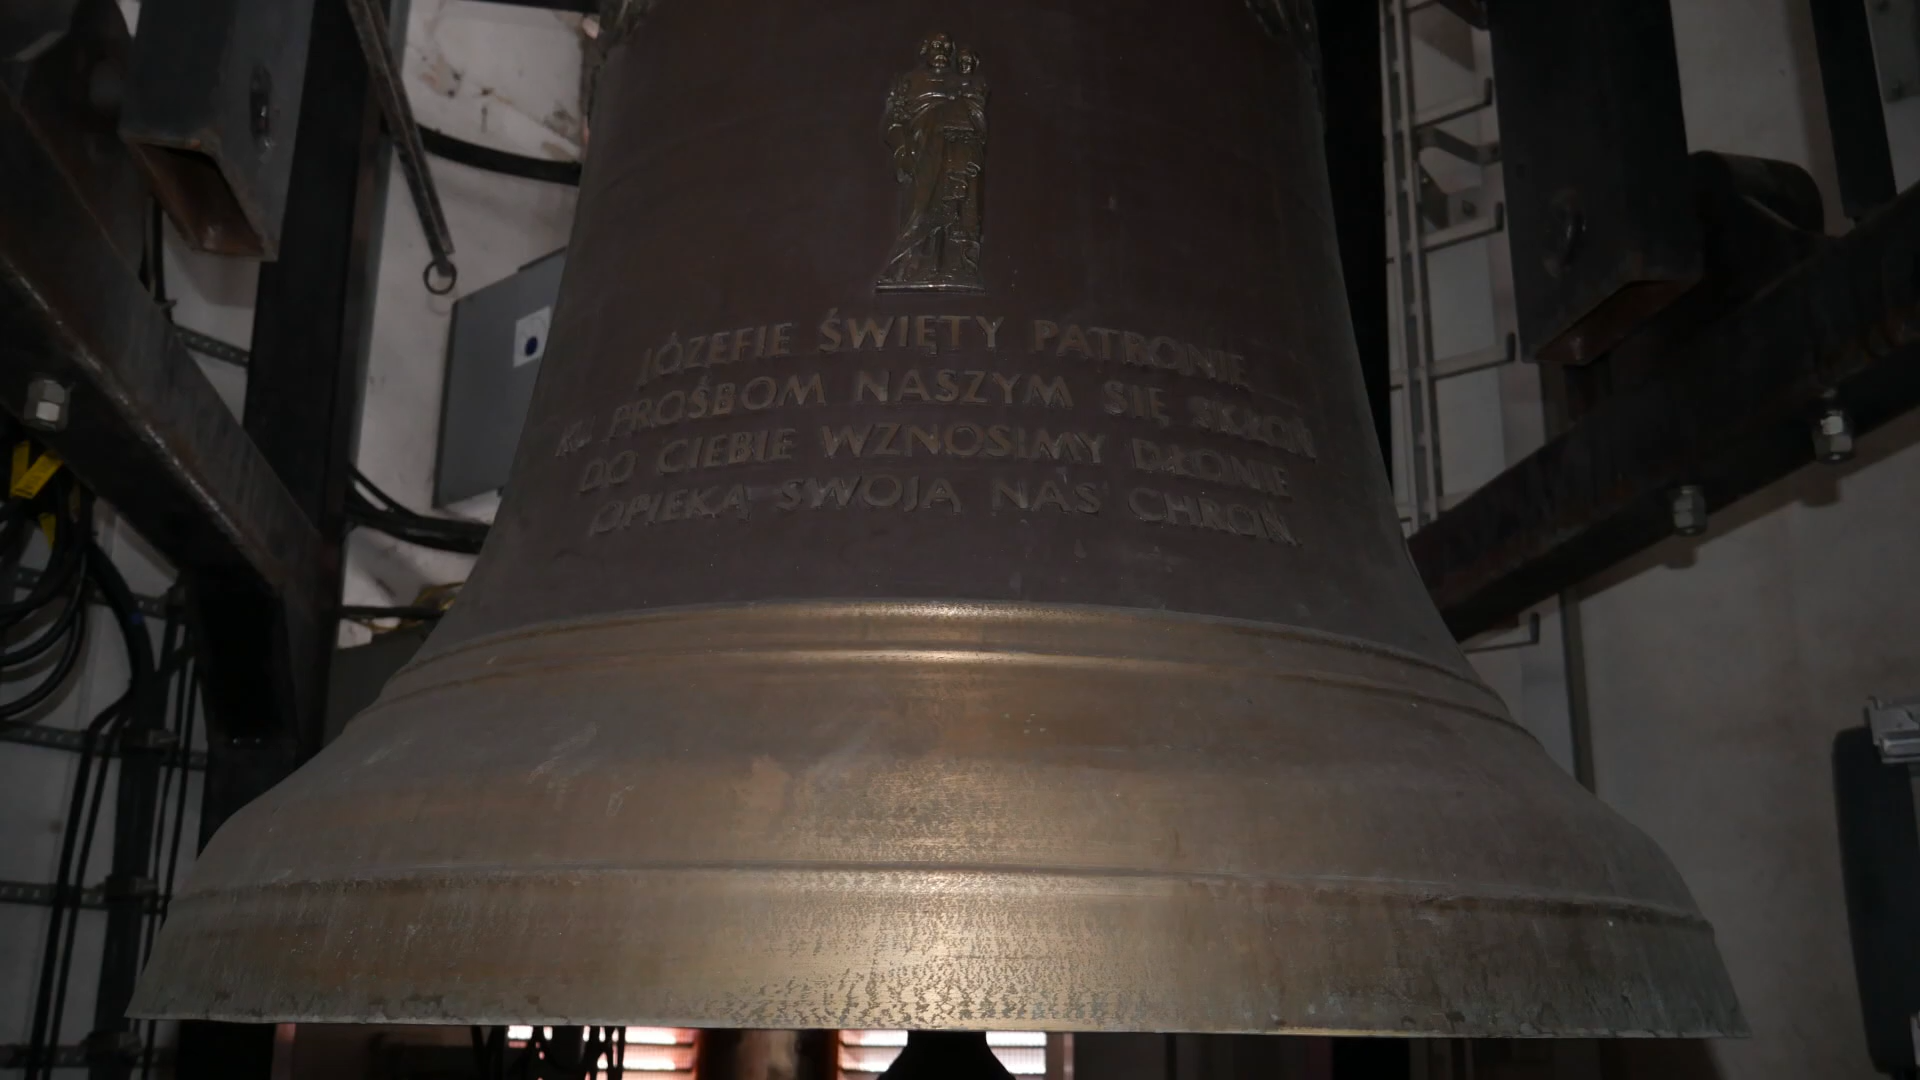 JÓZEFIE ŚWIĘTY PATRONIE
KU PROŚBOM NASZYM SIĘ SKŁOŃ
DO CIEBIE WZNOSIMY DŁONIE
OPIEKĄ SWOJĄ NAS CHROŃ